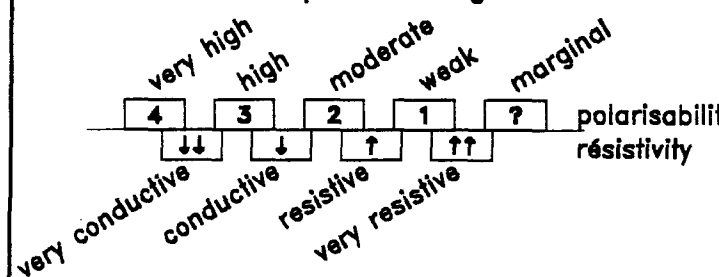 very high high moderate weak marginal
4 3 2 1 ? polarisabilit
↓↓ ↓ ↑ ↑↑ résistivity
very conductive conductive resistive very resistive